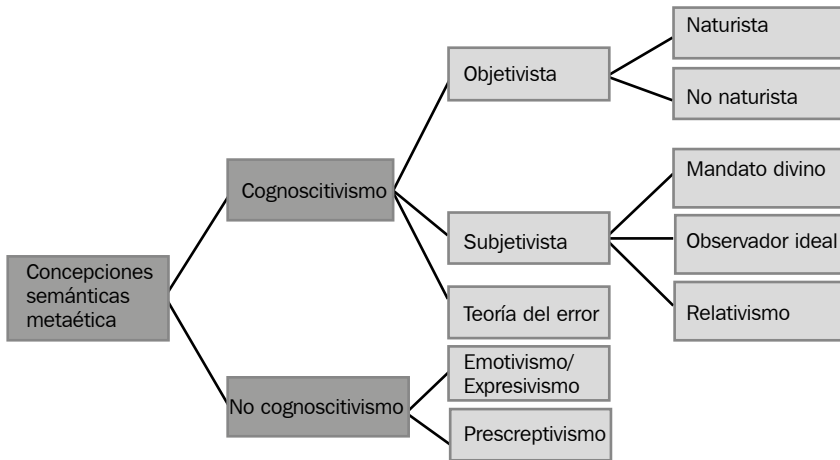 Concepciones
semánticas
metaética
Cognoscitivismo
Objetivista
Naturista
No naturista
Subjetivista
Mandato divino
Observador ideal
Relativismo
Teoría del error
No cognoscitivismo
Emotivismo/
Expresivismo
Prescreptivismo